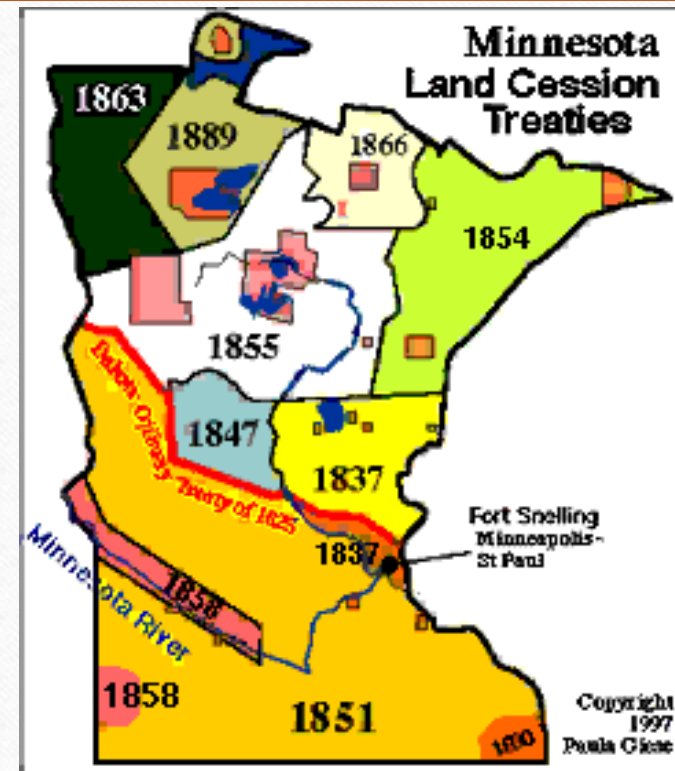 Minnesota
Land Cession
Treaties
1863
1889
1866
1854
1855
Dakota-Ojibway Treaty of 1825
1847
1837
Fort Snelling
Minneapolis-
St Paul
1837
Minnesota River
1858
1858
1851
Copyright
1997
Paula Giese